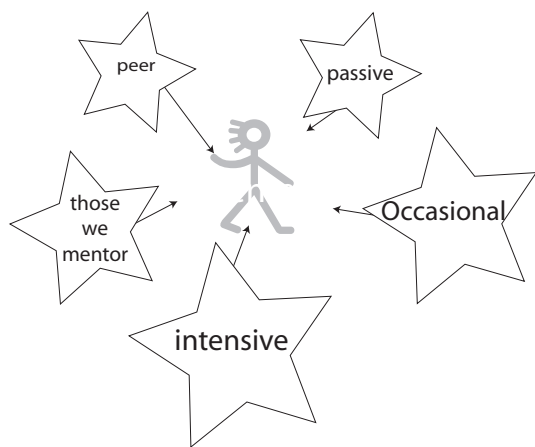 peer
passive
those
we
mentor
Occasional
intensive